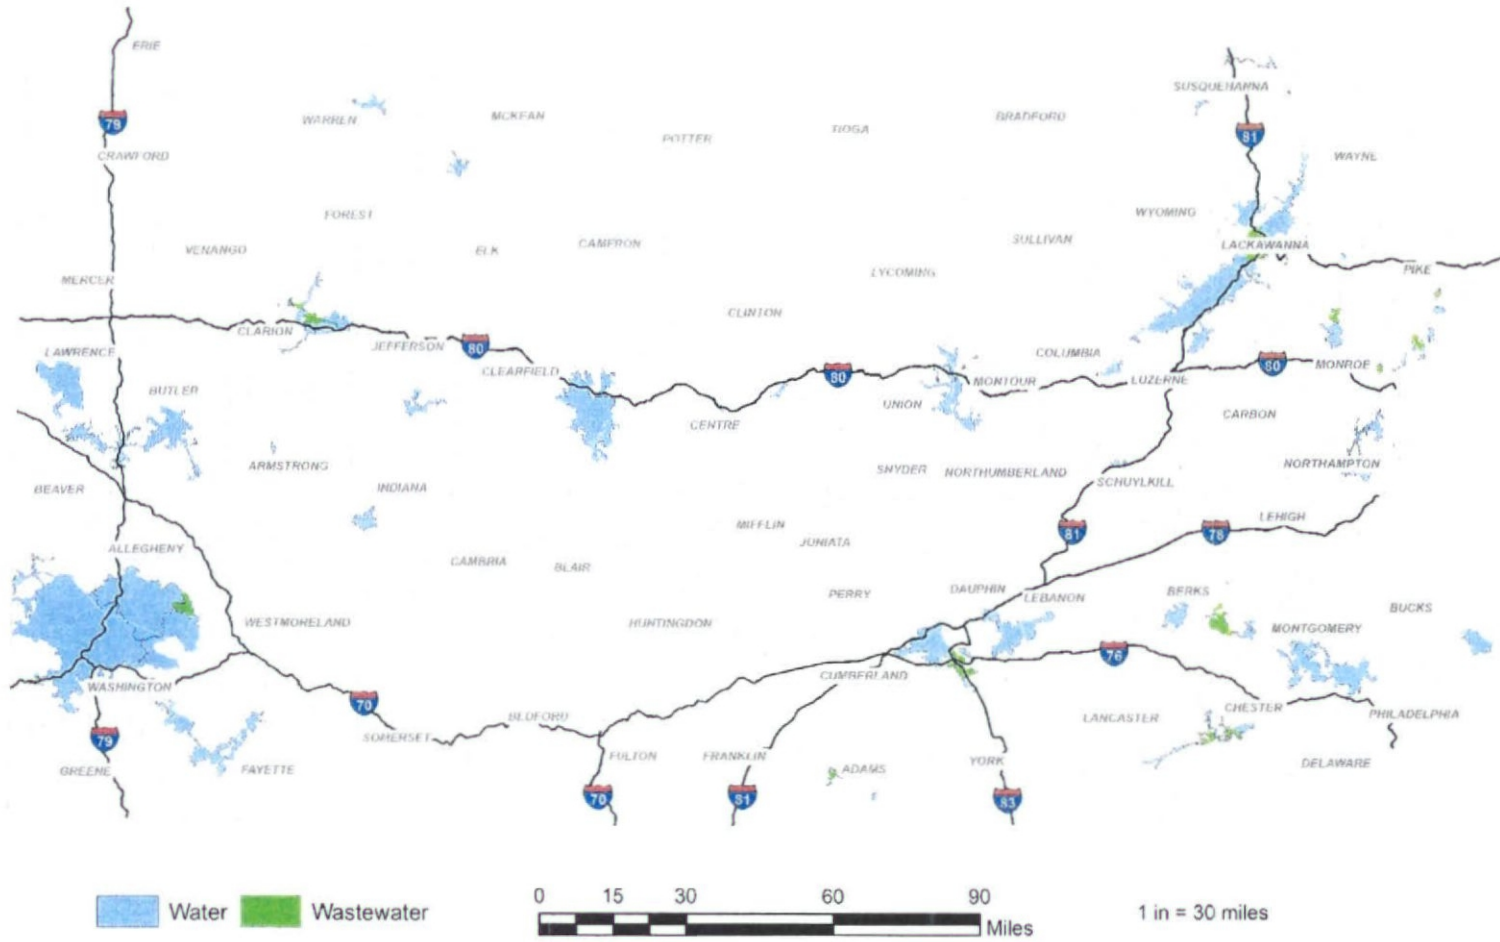 ERIE
SUSQUEHANNA
79
WARREN
MCKEAN
POTTER
TIOGA
BRADFORD
81
CRAWFORD
WAYNE
FOREST
WYOMING
VENANGO
ELK
CAMERON
SULLIVAN
LACKAWANNA
LYCOMING
PIKE
MERCER
CLINTON
CLARION
JEFFERSON
80
LAWRENCE
COLUMBIA
CLEARFIELD
80
MONTOUR
LUZERNE
80
MONROE
BUTLER
UNION
CARBON
CENTRE
ARMSTRONG
SNYDER
NORTHUMBERLAND
NORTHAMPTON
BEAVER
INDIANA
SCHUYLKILL
MIFFLIN
81
78
LEHIGH
ALLEGHENY
JUNIATA
CAMBRIA
BLAIR
PERRY
DAUPHIN
LEBANON
BERKS
BUCKS
WESTMORELAND
HUNTINGDON
MONTGOMERY
76
CUMBERLAND
WASHINGTON
70
BEDFORD
LANCASTER
CHESTER
PHILADELPHIA
79
SOMERSET
FULTON
FRANKLIN
YORK
DELAWARE
GREENE
FAYETTE
ADAMS
70
81
83
0 15 30 60 90
Water
Wastewater
Miles
1 in = 30 miles